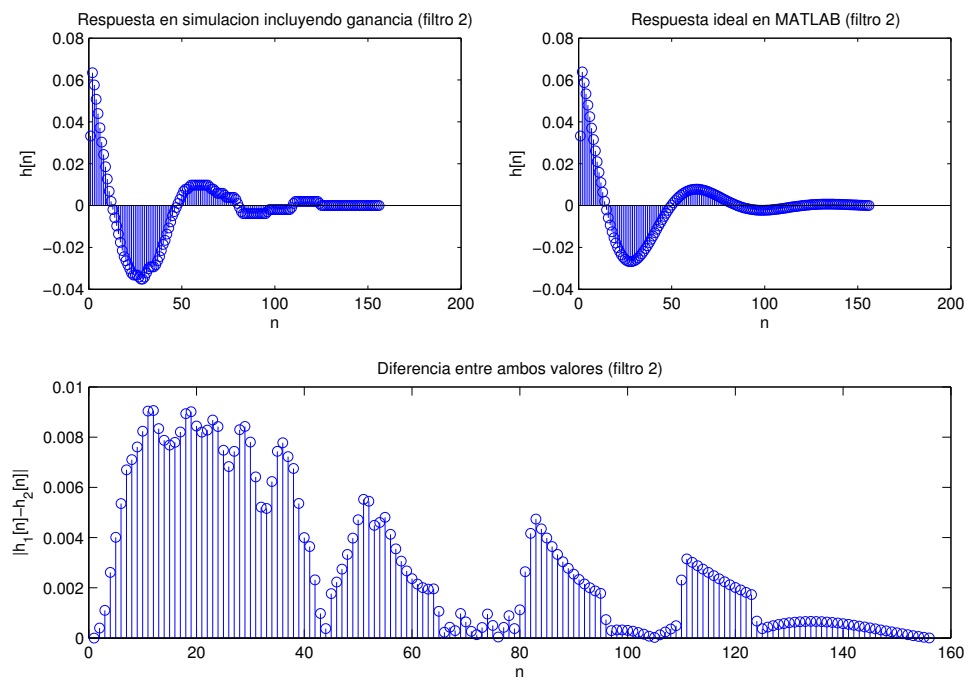 Respuesta en simulacion incluyendo ganancia (filtro 2)
0.08
0.06
0.04
0.02
0
−0.02
−0.04
h[n]
0 50 100 150 200
n
Respuesta ideal en MATLAB (filtro 2)
0.08
0.06
0.04
0.02
0
−0.02
−0.04
h[n]
0 50 100 150 200
n
Diferencia entre ambos valores (filtro 2)
0.01
0.008
0.006
0.004
0.002
0
|h_1[n]−h_2[n]|
0 20 40 60 80 100 120 140 160
n